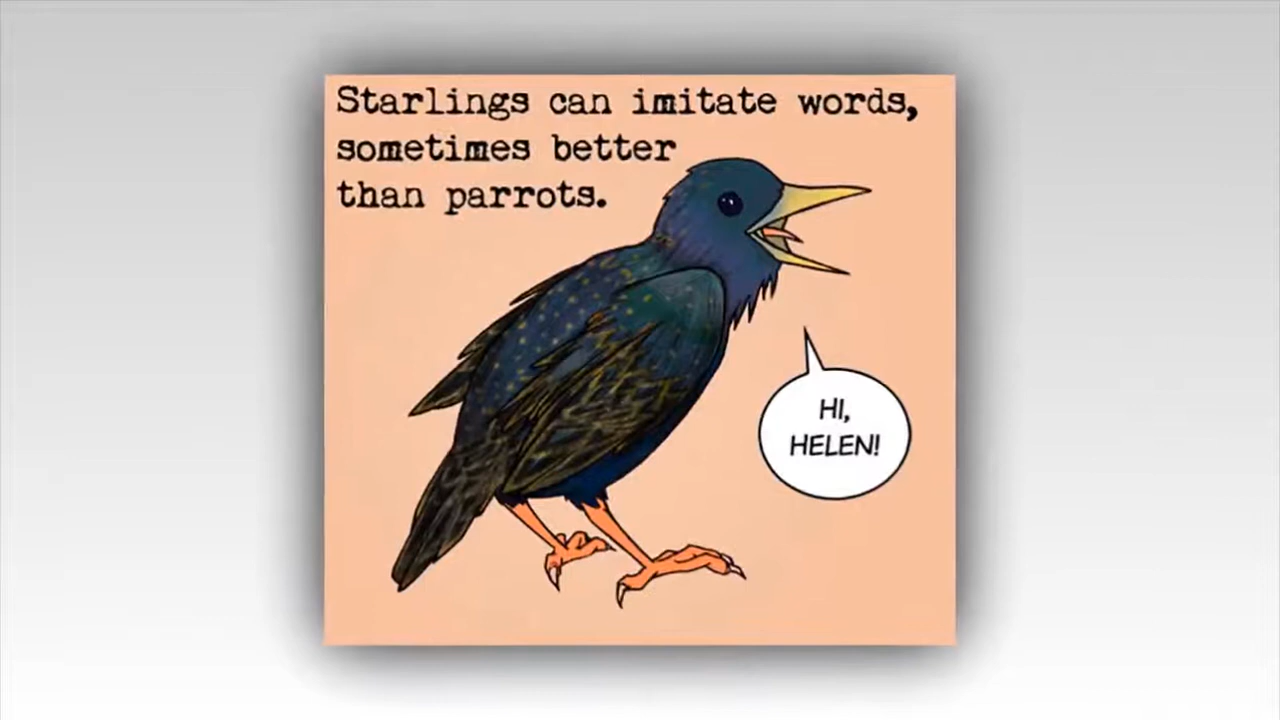 Starlings can imitate words,
sometimes better
than parrots.
HI,
HELEN!